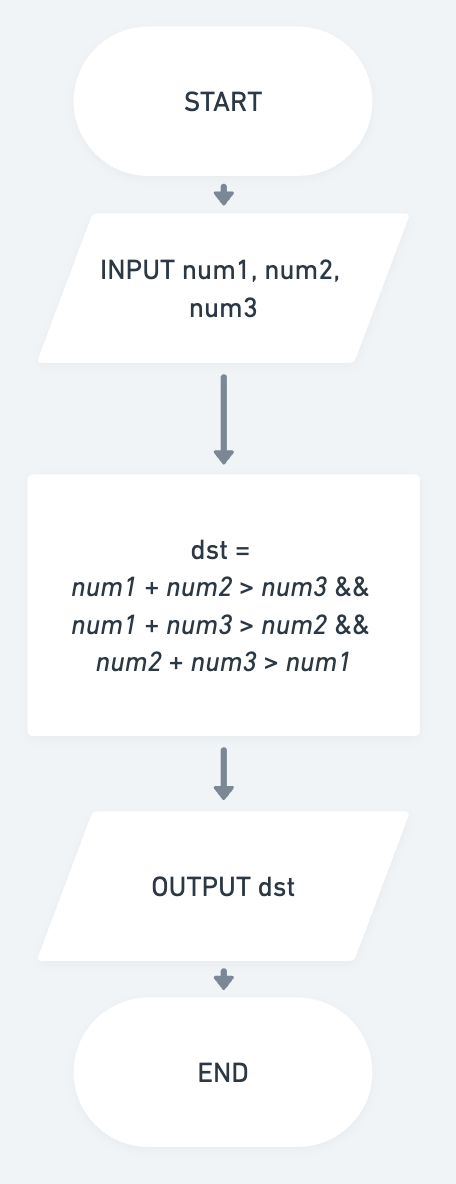 START
INPUT num1, num2,
num3
dst =
num1 + num2 > num3 &&
num1 + num3 > num2 &&
num2 + num3 > num1
OUTPUT dst
END